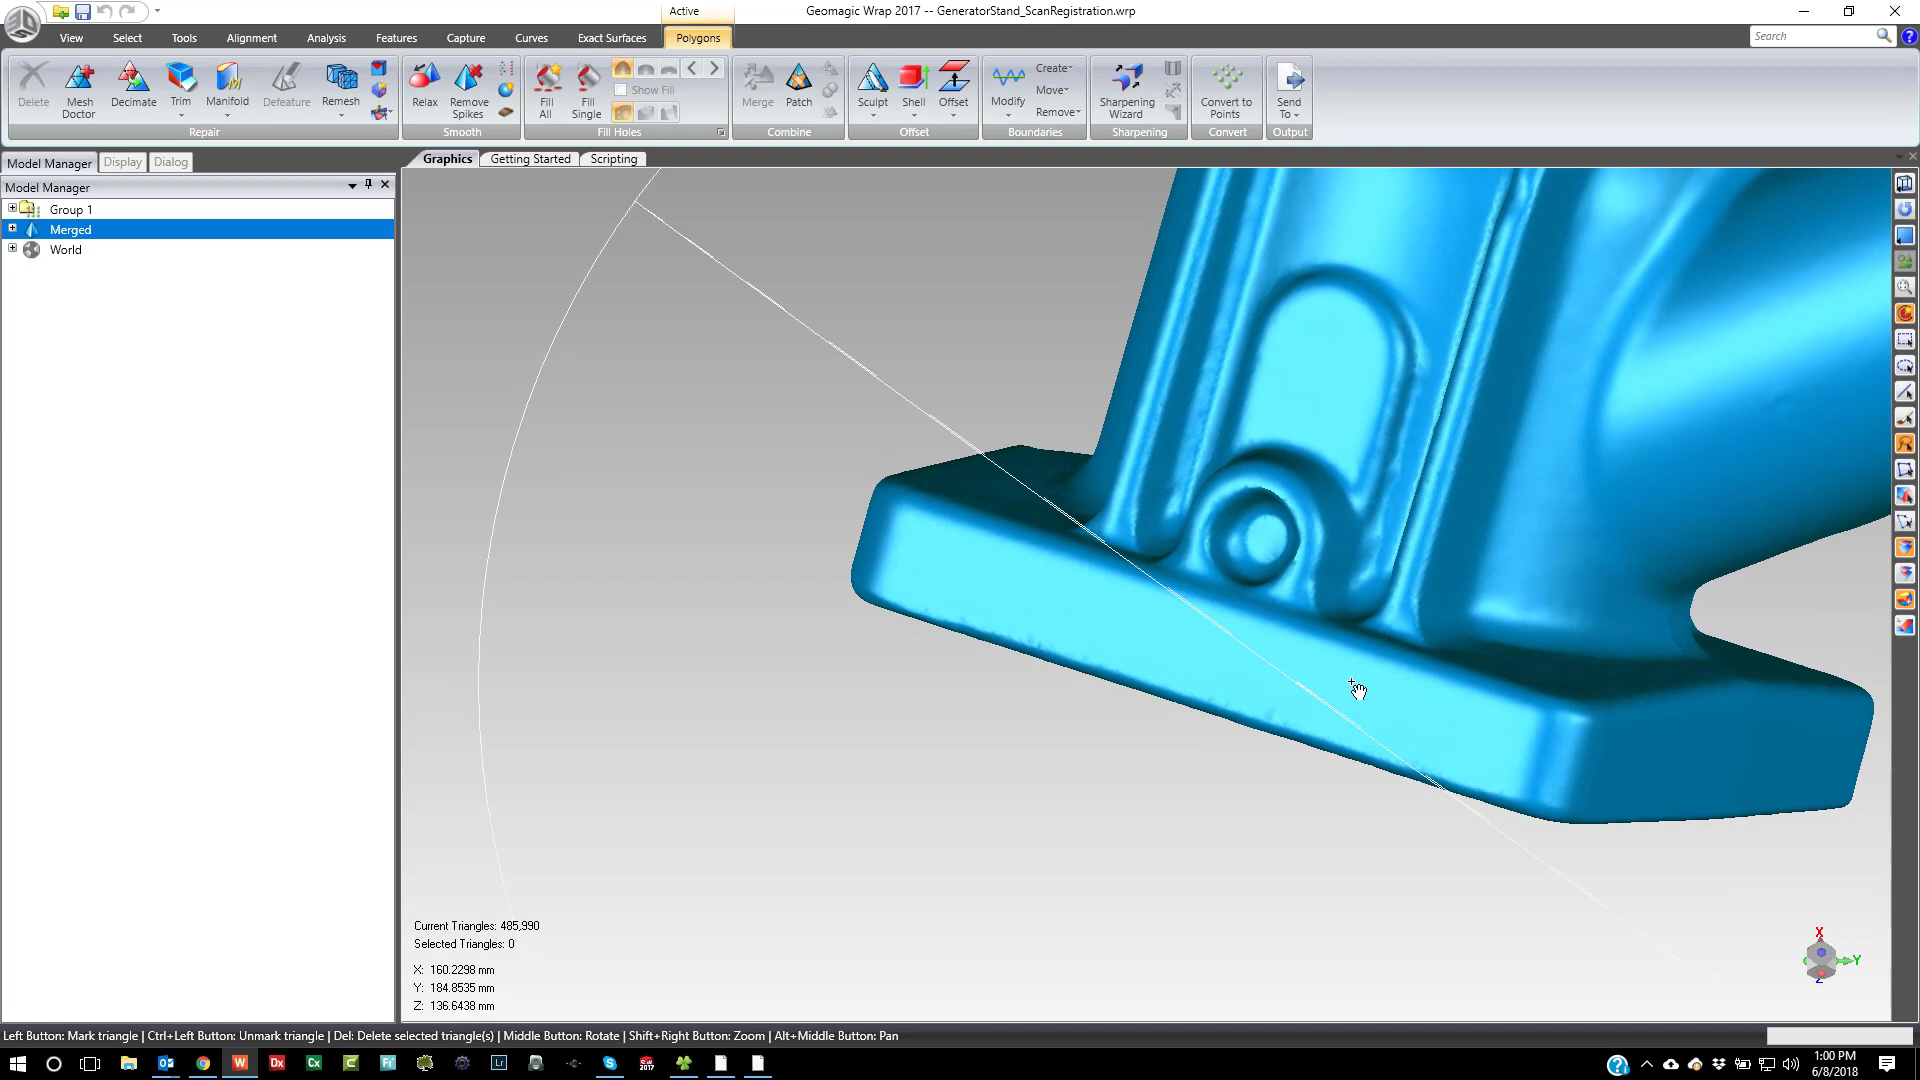 Active
Geomagic Wrap 2017 -- GeneratorStand_ScanRegistration.wrp
View Select Tools Alignment Analysis Features Capture Curves Exact Surfaces Polygons
Search
Delete
Mesh Doctor
Decimate
Trim
Manifold
Defeature
Remesh
Repair
Relax
Remove Spikes
Smooth
Fill All
Fill Single
Show Fill
Fill Holes
Merge
Patch
Combine
Sculpt
Shell
Offset
Offset
Modify
Create
Move
Remove
Boundaries
Sharpening Wizard
Sharpening
Convert to Points
Convert
Send To
Output
Model Manager Display Dialog
Graphics Getting Started Scripting
Model Manager
Group 1
Merged
World
Current Triangles: 485,990
Selected Triangles: 0
X: 160.2298 mm
Y: 184.8535 mm
Z: 136.6438 mm
X
Y
Z
Left Button: Mark triangle | Ctrl+Left Button: Unmark triangle | Del: Delete selected triangle(s) | Middle Button: Rotate | Shift+Right Button: Zoom | Alt+Middle Button: Pan
W Dx Cx Lr
2017
1:00 PM
6/8/2018